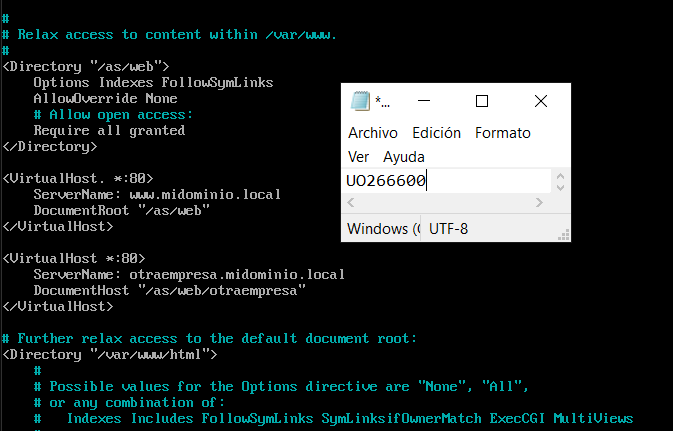 #
# Relax access to content within /var/www.
#
<Directory "/as/web">
    Options Indexes FollowSymLinks
    AllowOverride None
    # Allow open access:
    Require all granted
</Directory>
<VirtualHost. *:80>
    ServerName: www.midominio.local
    DocumentRoot "/as/web"
</VirtualHost>
<VirtualHost *:80>
    ServerName: otraempresa.midominio.local
    DocumentHost "/as/web/otraempresa"
</VirtualHost>
# Further relax access to the default document root:
<Directory "/var/www/html">
    #
    # Possible values for the Options directive are "None", "All",
    # or any combination of:
    #   Indexes Includes FollowSymLinks SymLinksifOwnerMatch ExecCGI MultiViews
*...
Archivo Edición Formato
Ver Ayuda
UO266600
Windows (C UTF-8